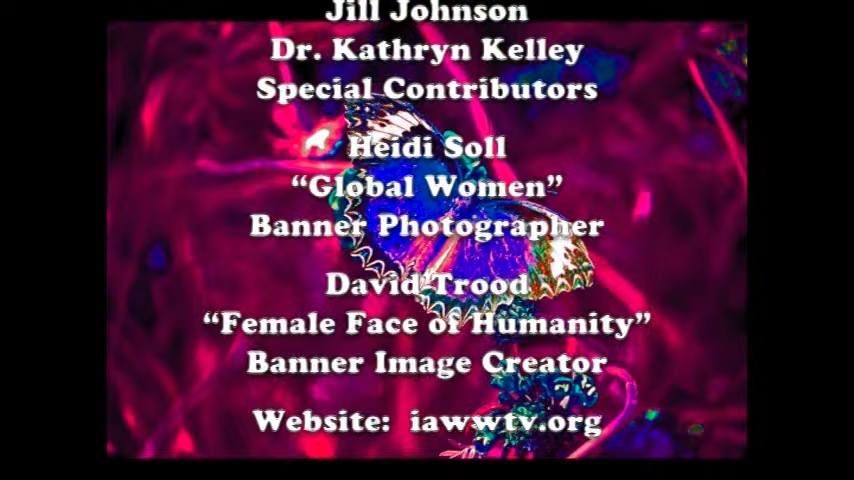 Jill Johnson
Dr. Kathryn Kelley
Special Contributors
Heidi Soll
“Global Women”
Banner Photographer
David Trood
“Female Face of Humanity”
Banner Image Creator
Website:  iawwtv.org